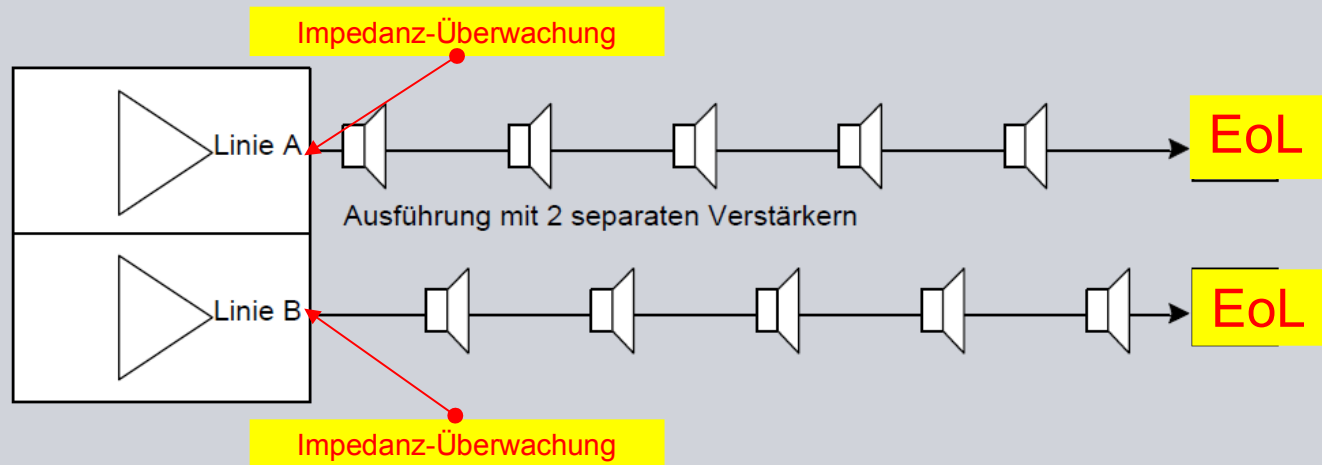 Impedanz-Überwachung
Linie A
EoL
Ausführung mit 2 separaten Verstärkern
Linie B
EoL
Impedanz-Überwachung